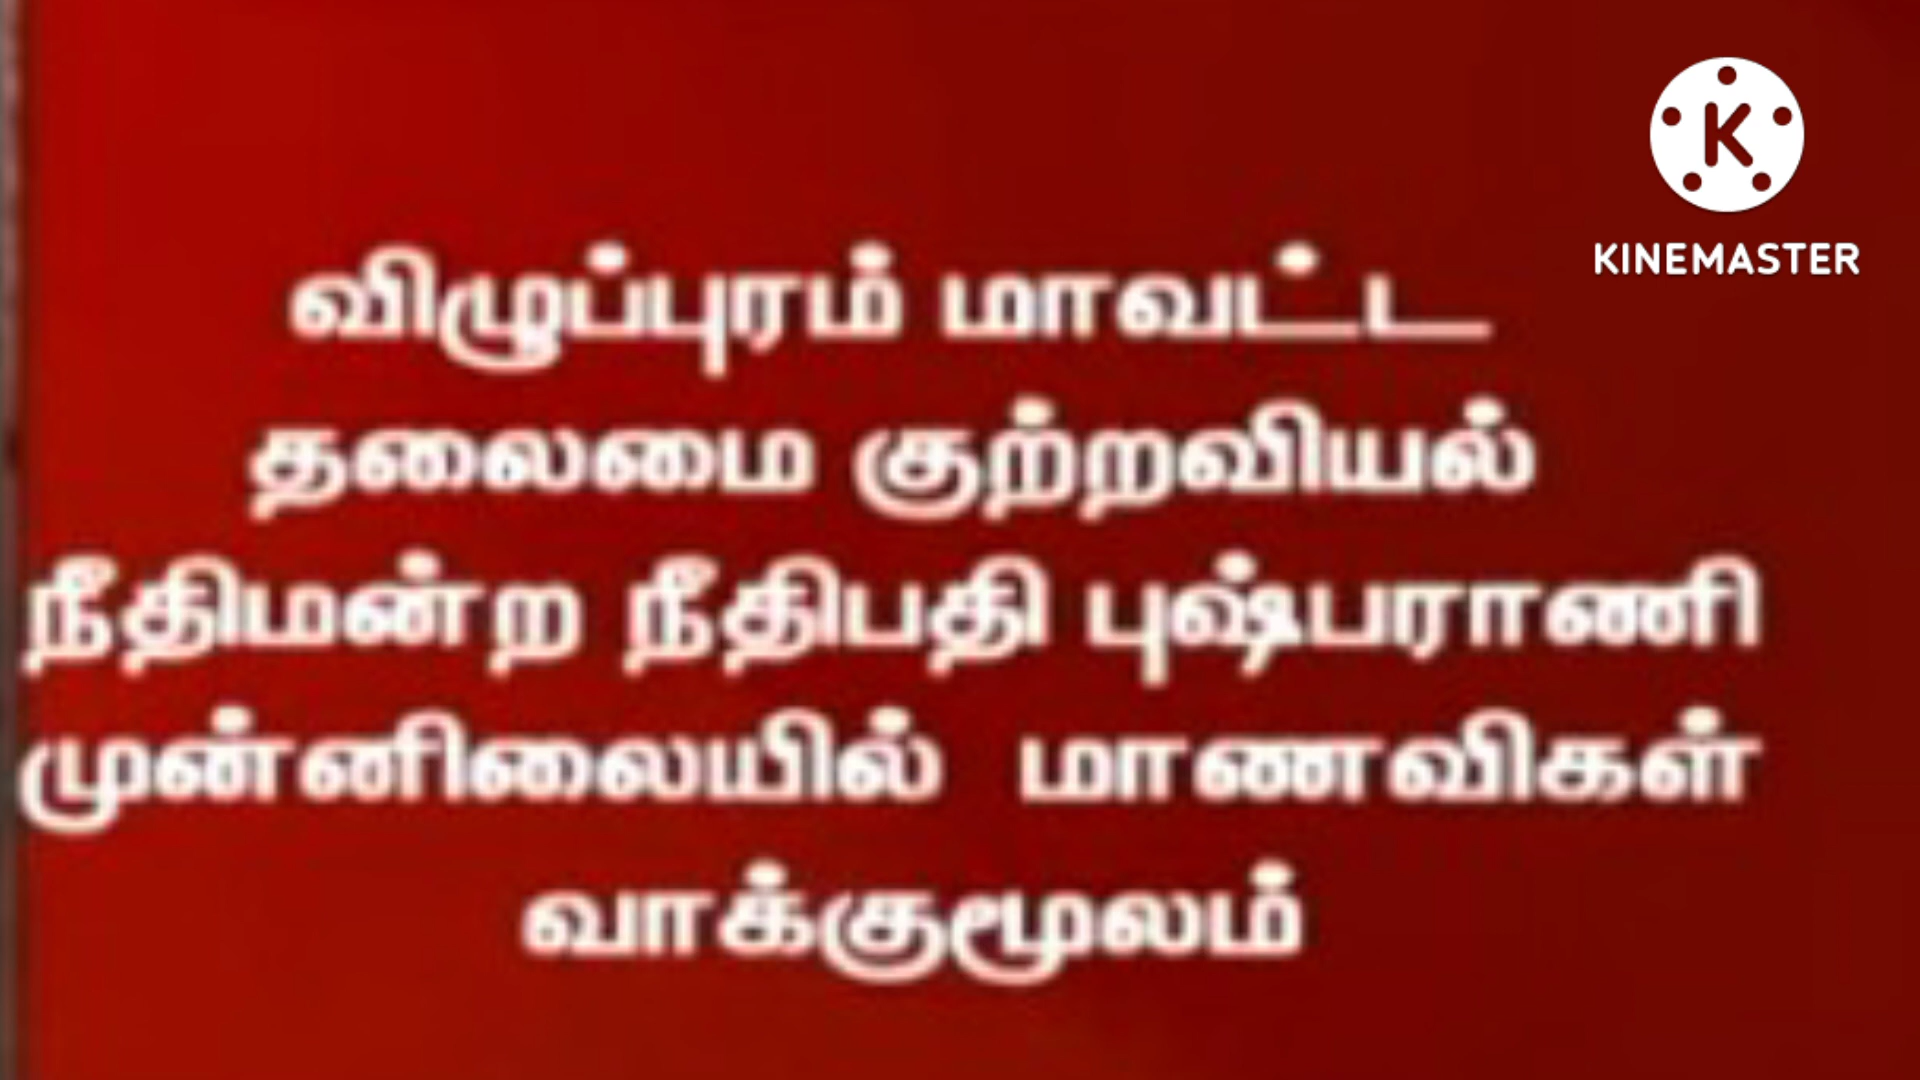 KINEMASTER
விழுப்புரம் மாவட்ட
தலைமை குற்றவியல்
நீதிமன்ற நீதிபதி புஷ்பராணி
முன்னிலையில் மாணவிகள்
வாக்குமூலம்